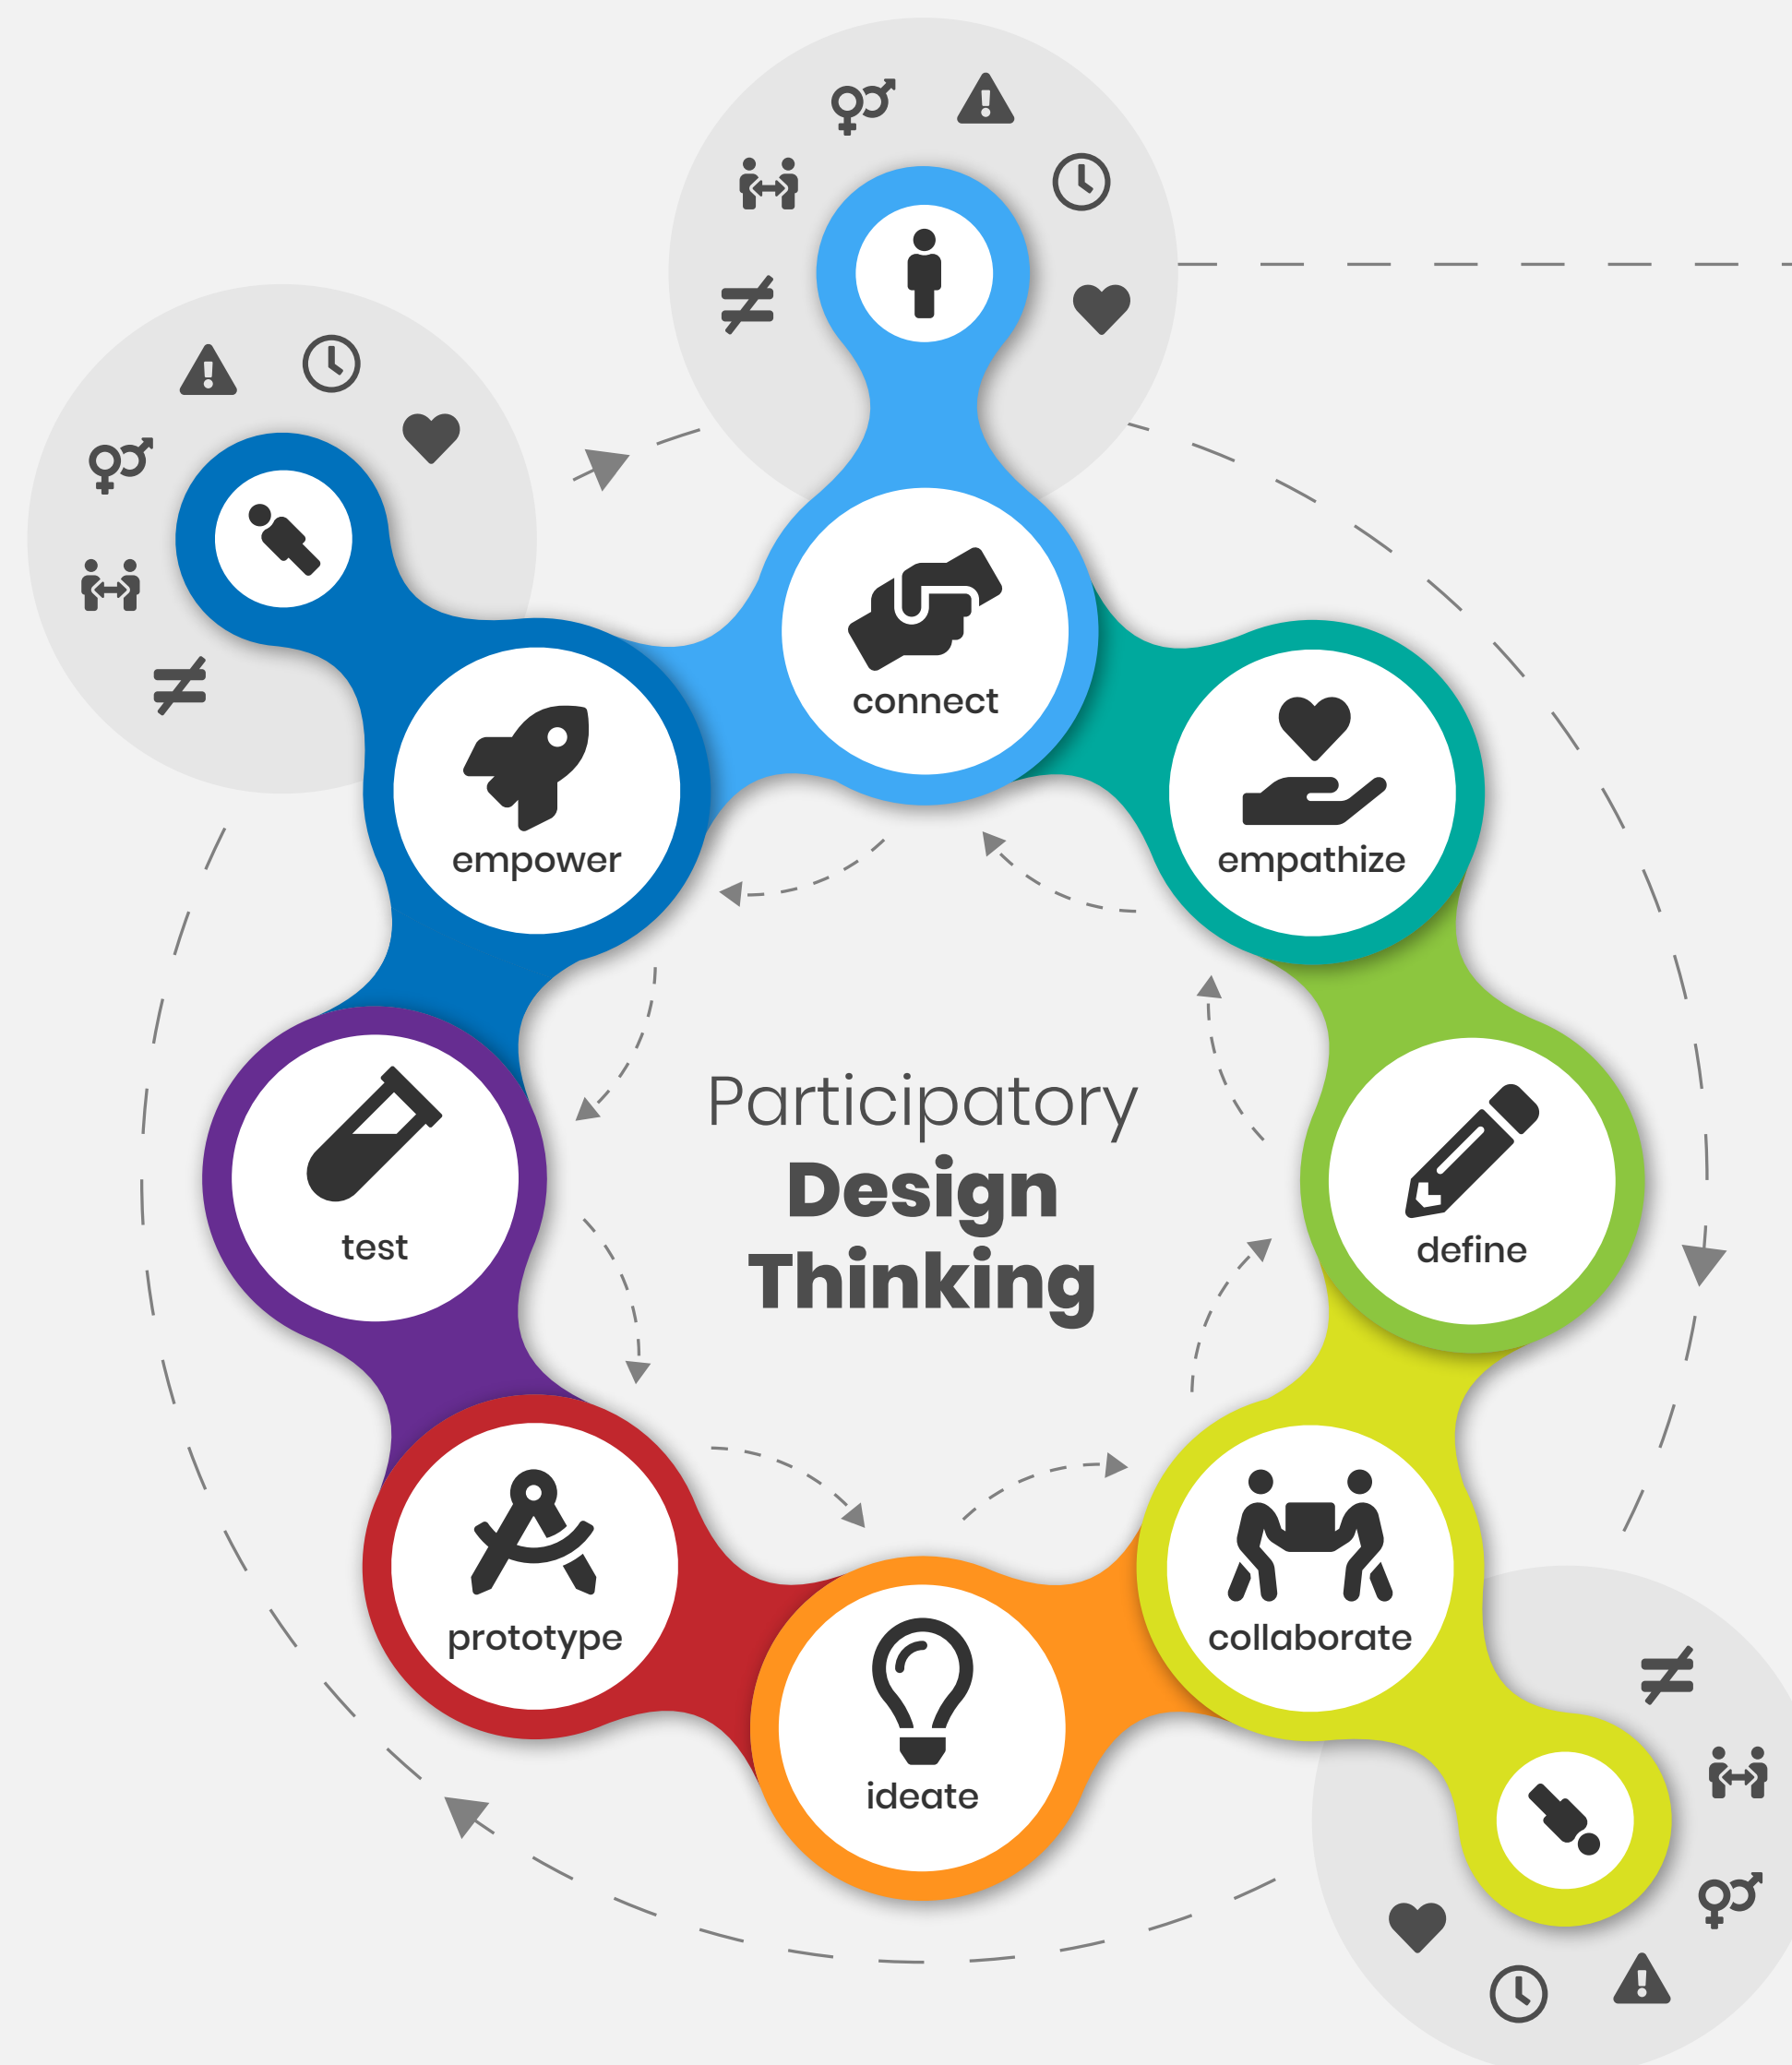 connect
empathize
empower
define
test
Participatory
Design
Thinking
collaborate
prototype
ideate